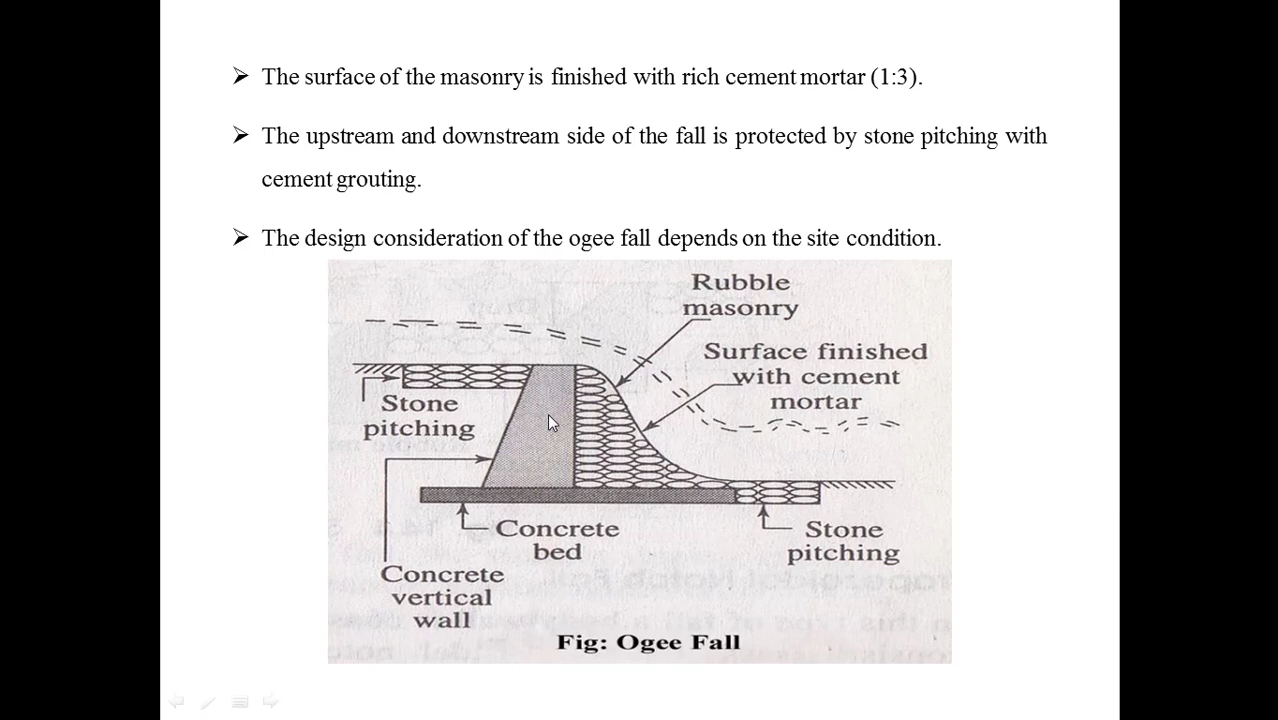 ➢ The surface of the masonry is finished with rich cement mortar (1:3).
➢ The upstream and downstream side of the fall is protected by stone pitching with
cement grouting.
➢ The design consideration of the ogee fall depends on the site condition.
Rubble
masonry
Surface finished
with cement
mortar
Stone
pitching
Concrete
bed
Stone
pitching
Concrete
vertical
wall
Fig: Ogee Fall